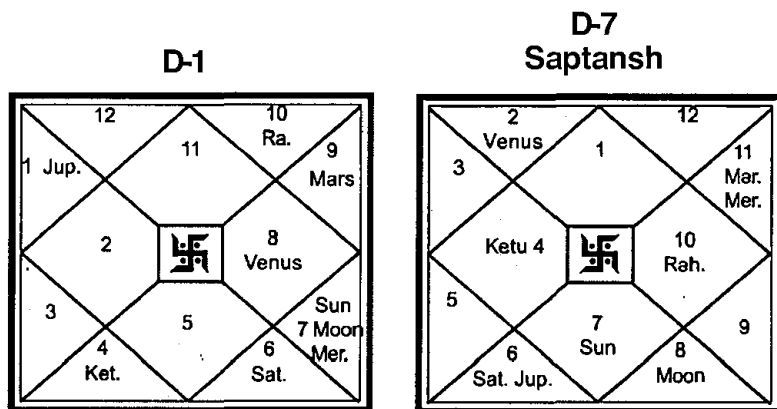 D-1
12
10
Ra.
11
1 Jup.
9
Mars
2
8
Venus
3
5
Sun
7 Moon
Mer.
4
Ket.
6
Sat.
D-7
Saptansh
2
Venus
12
1
3
11
Mar.
Mer.
Ketu 4
10
Rah.
5
7
Sun
9
6
Sat. Jup.
8
Moon